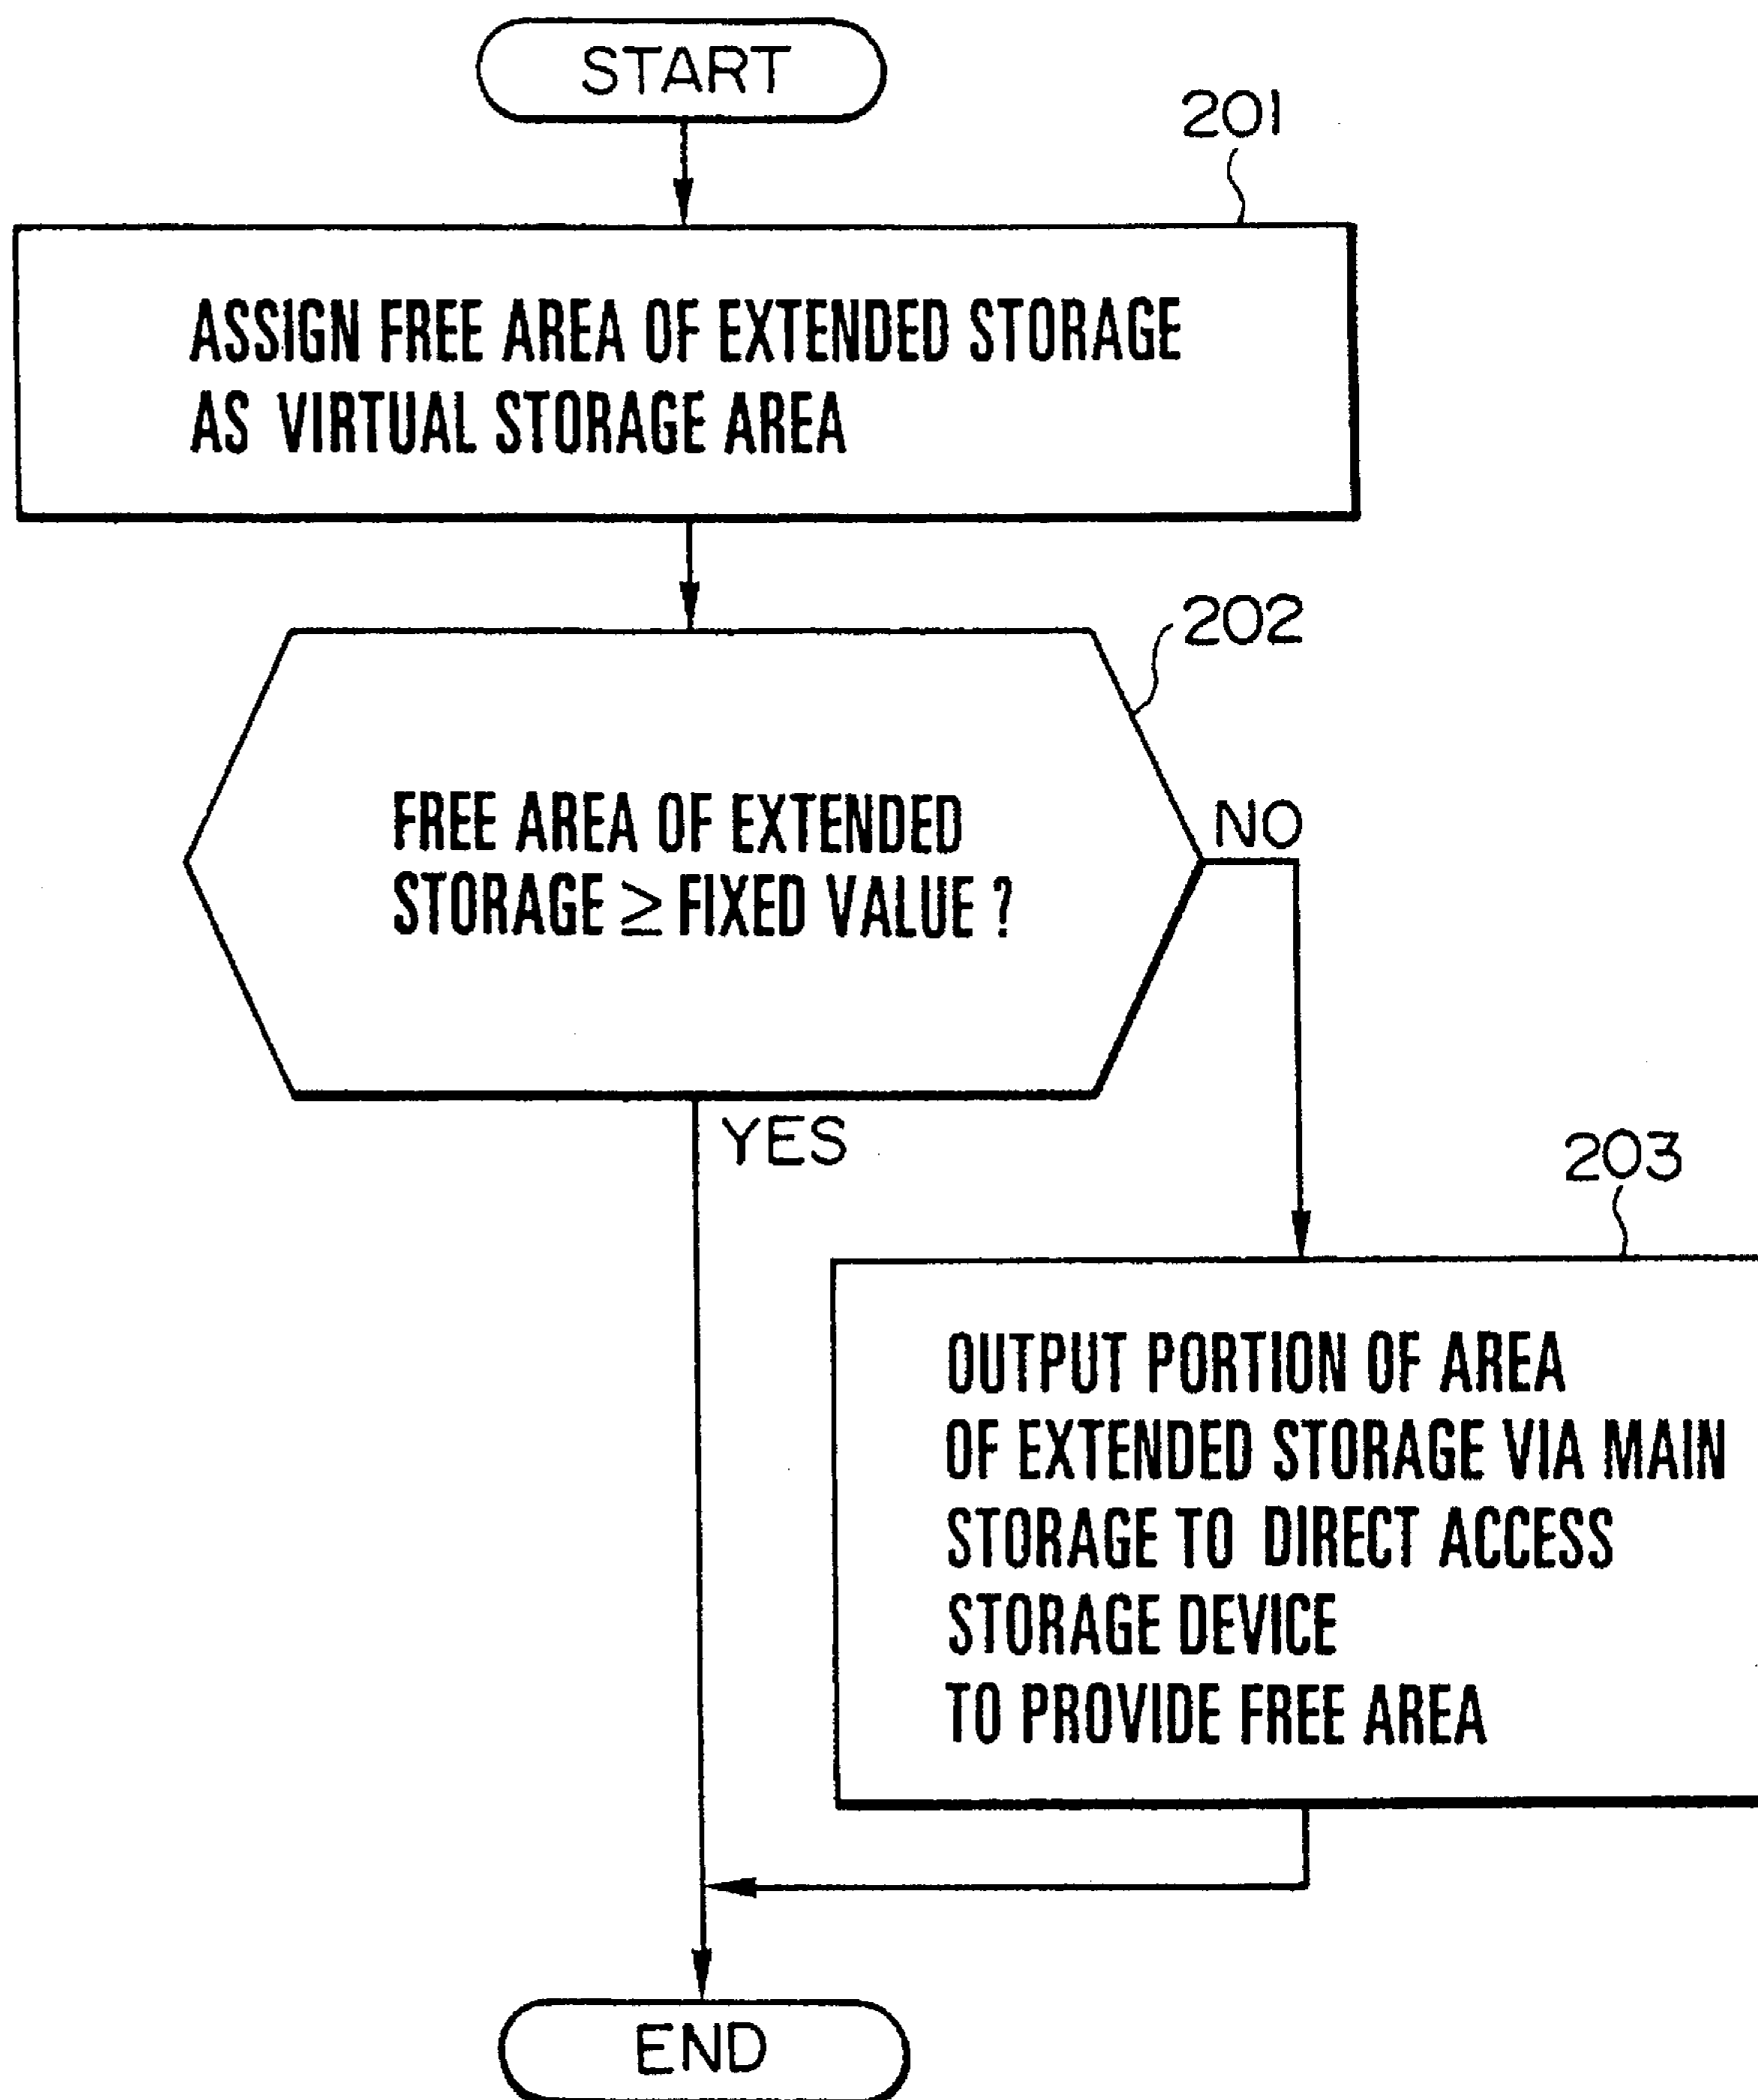 START
201
ASSIGN FREE AREA OF EXTENDED STORAGE
AS VIRTUAL STORAGE AREA
202
FREE AREA OF EXTENDED
STORAGE ≧ FIXED VALUE ?
NO
YES
203
OUTPUT PORTION OF AREA
OF EXTENDED STORAGE VIA MAIN
STORAGE TO DIRECT ACCESS
STORAGE DEVICE
TO PROVIDE FREE AREA
END